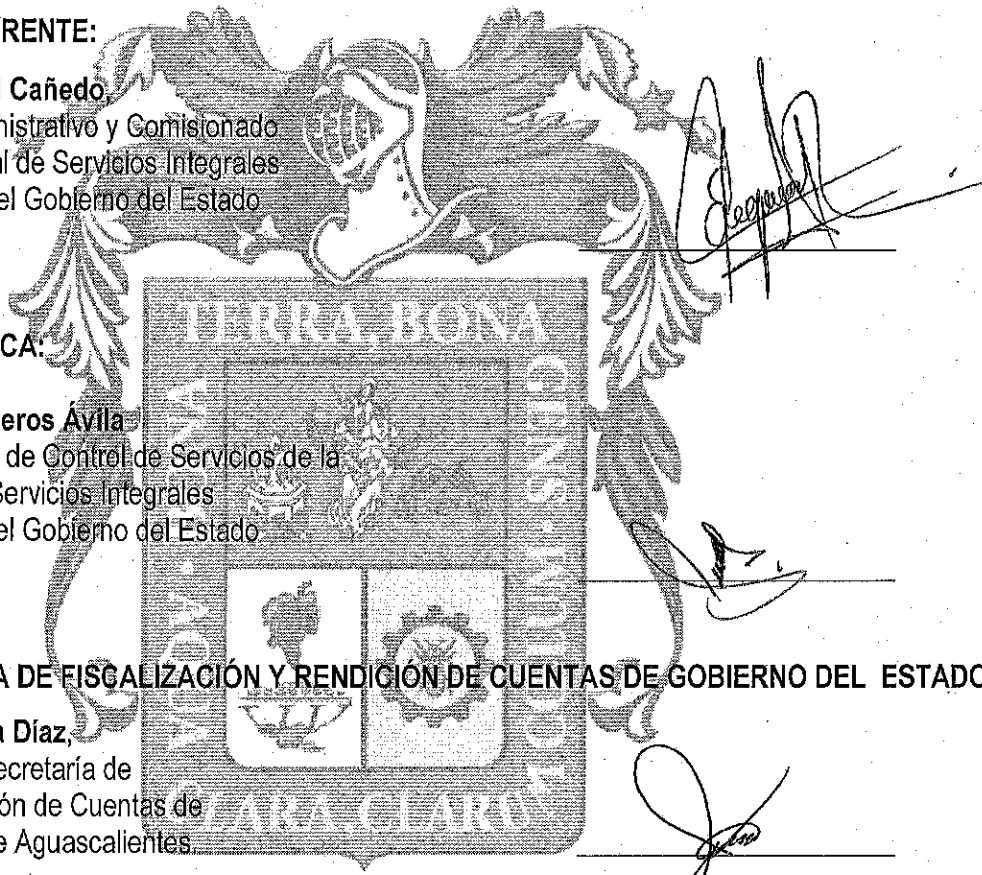 RENTE:
Cañedo,
nistrativo y Comisionado
al de Servicios Integrales
el Gobierno del Estado
TERRA BONA
CA:
eros Ávila
de Control de Servicios de la
Servicios Integrales
el Gobierno del Estado
A DE FISCALIZACIÓN Y RENDICIÓN DE CUENTAS DE GOBIERNO DEL ESTADO
a Díaz,
ecretaría de
ón de Cuentas de
e Aguascalientes